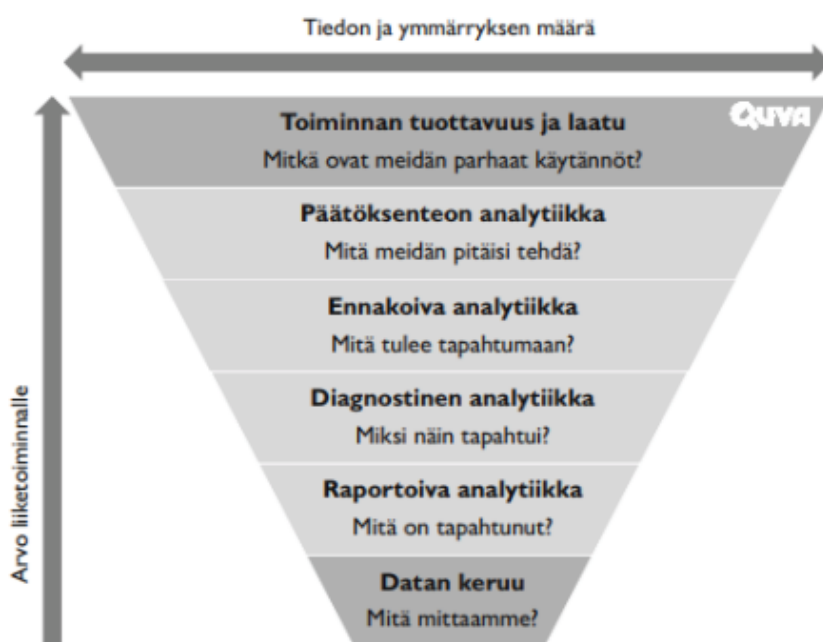 Tiedon ja ymmärryksen määrä
QUVA
Toiminnan tuottavuus ja laatu
Mitkä ovat meidän parhaat käytännöt?
Päätöksenteon analytiikka
Mitä meidän pitäisi tehdä?
Ennakoiva analytiikka
Mitä tulee tapahtumaan?
Diagnostinen analytiikka
Miksi näin tapahtui?
Raportoiva analytiikka
Mitä on tapahtunut?
Datan keruu
Mitä mittaamme?
Arvo liiketoiminnalle